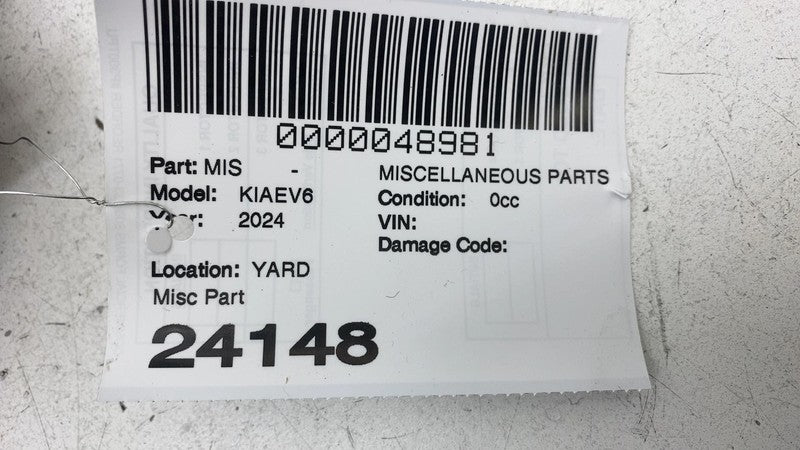 0000048981
Part: MIS - MISCELLANEOUS PARTS
Model: KIAEV6 Condition: 0cc
Year: 2024 VIN:
Damage Code:
Location: YARD
Misc Part
24148